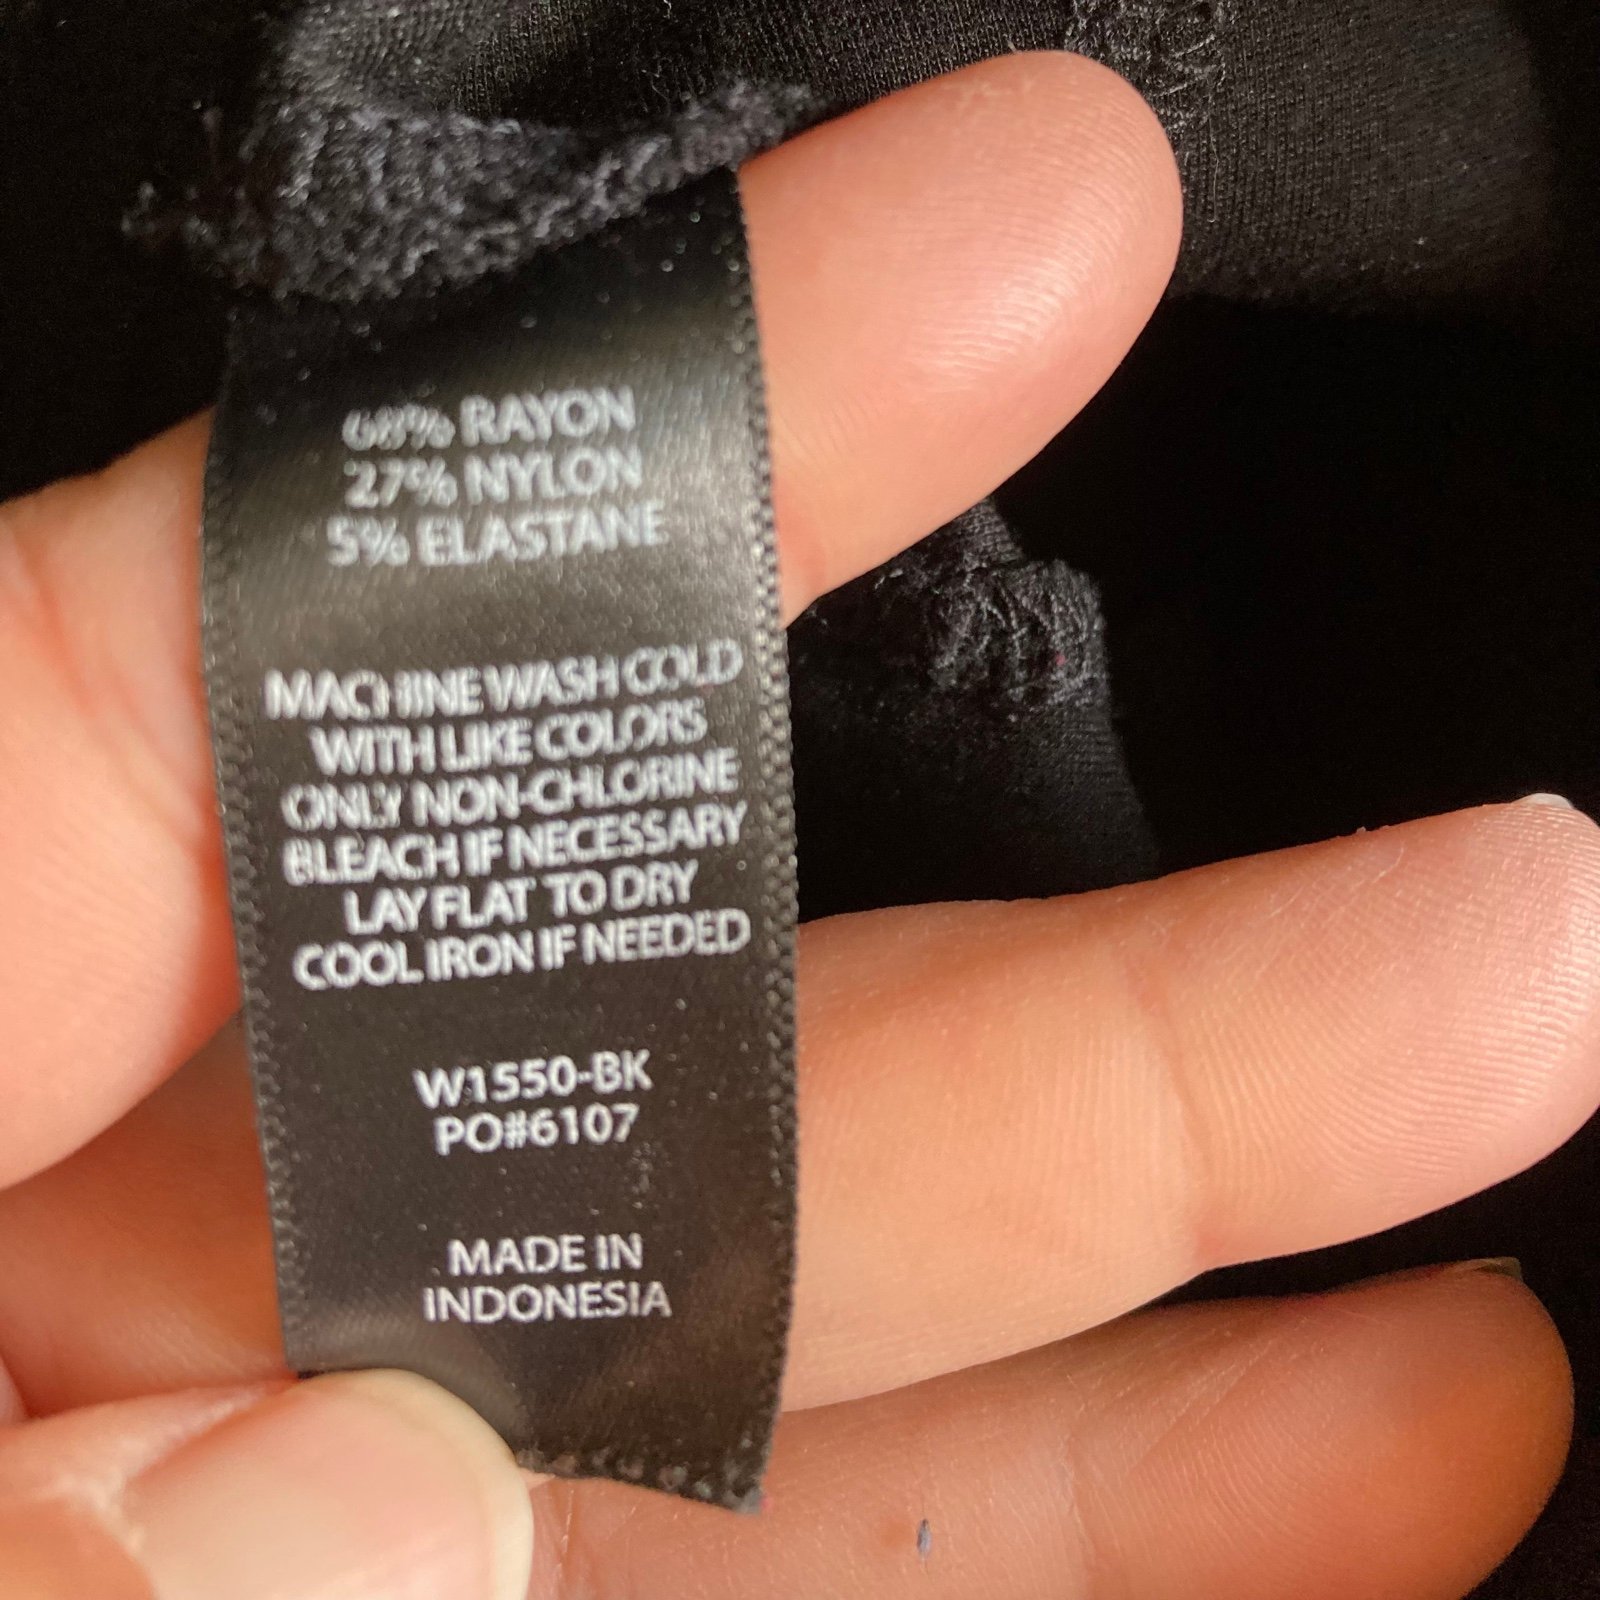 68% RAYON
27% NYLON
5% ELASTANE
MACHINE WASH COLD
WITH LIKE COLORS
ONLY NON-CHLORINE
BLEACH IF NECESSARY
LAY FLAT TO DRY
COOL IRON IF NEEDED
W1550-BK
PO#6107
MADE IN
INDONESIA